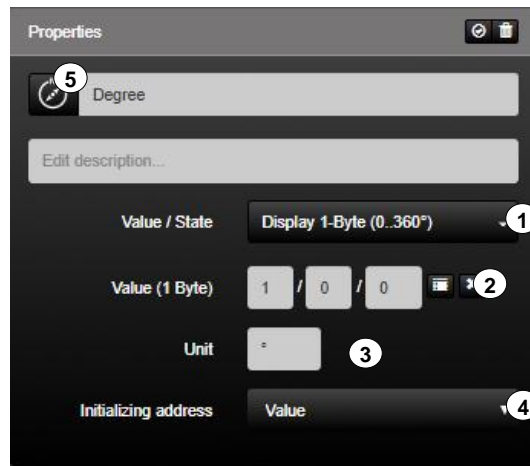 Properties
5
Degree
Edit description...
Value / State Display 1-Byte (0..360°) 1
Value (1 Byte) 1 / 0 / 0 2
Unit ° 3
Initializing address Value 4